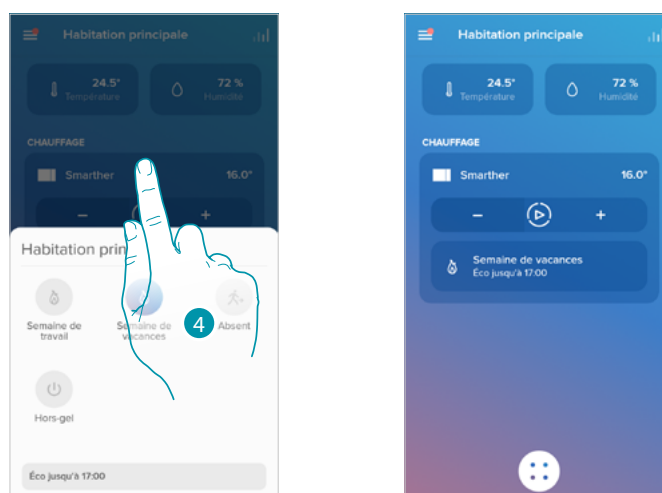 Habitation principale
24.5°
Température
72 %
Humidité
CHAUFFAGE
Smarther
16.0°
Habitation prin
Semaine de
travail
Semaine de
vacances
4
Absent
Hors-gel
Éco jusqu'à 17:00
Habitation principale
24.5°
Température
72 %
Humidité
CHAUFFAGE
Smarther
16.0°
− +
Semaine de vacances
Éco jusqu'à 17:00